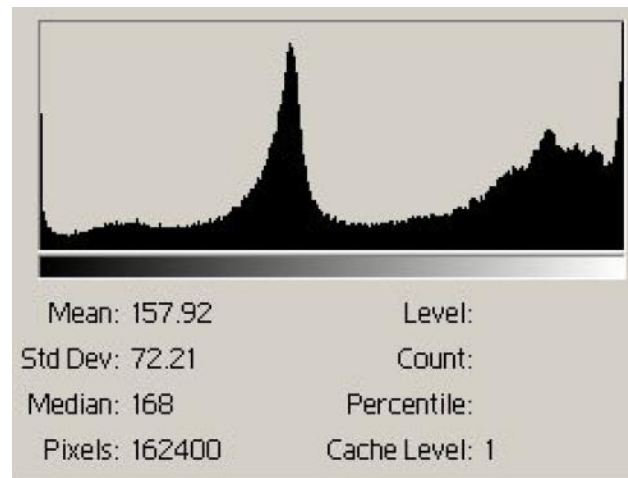 Mean: 157.92 Level:
Std Dev: 72.21 Count:
Median: 168 Percentile:
Pixels: 162400 Cache Level: 1